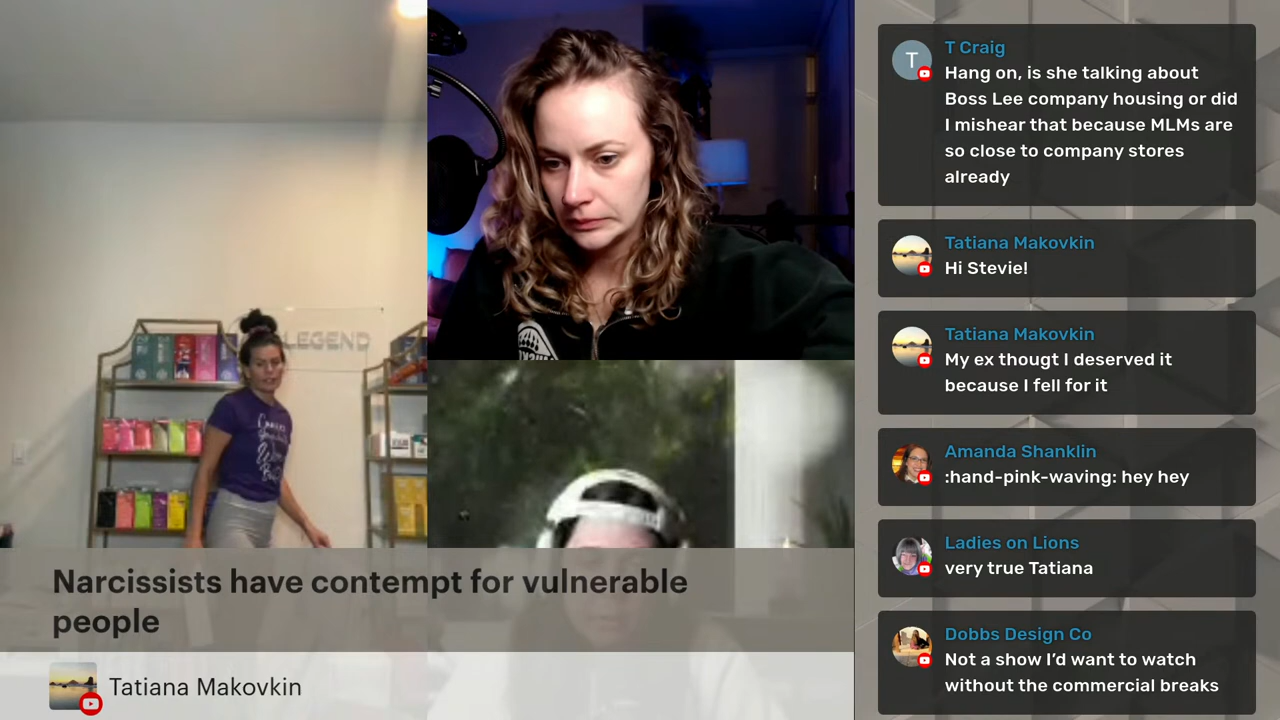 LEGEND
Narcissists have contempt for vulnerable
people
Tatiana Makovkin
T
T Craig
Hang on, is she talking about
Boss Lee company housing or did
I mishear that because MLMs are
so close to company stores
already
Tatiana Makovkin
Hi Stevie!
Tatiana Makovkin
My ex thougt I deserved it
because I fell for it
Amanda Shanklin
:hand-pink-waving: hey hey
Ladies on Lions
very true Tatiana
Dobbs Design Co
Not a show I’d want to watch
without the commercial breaks